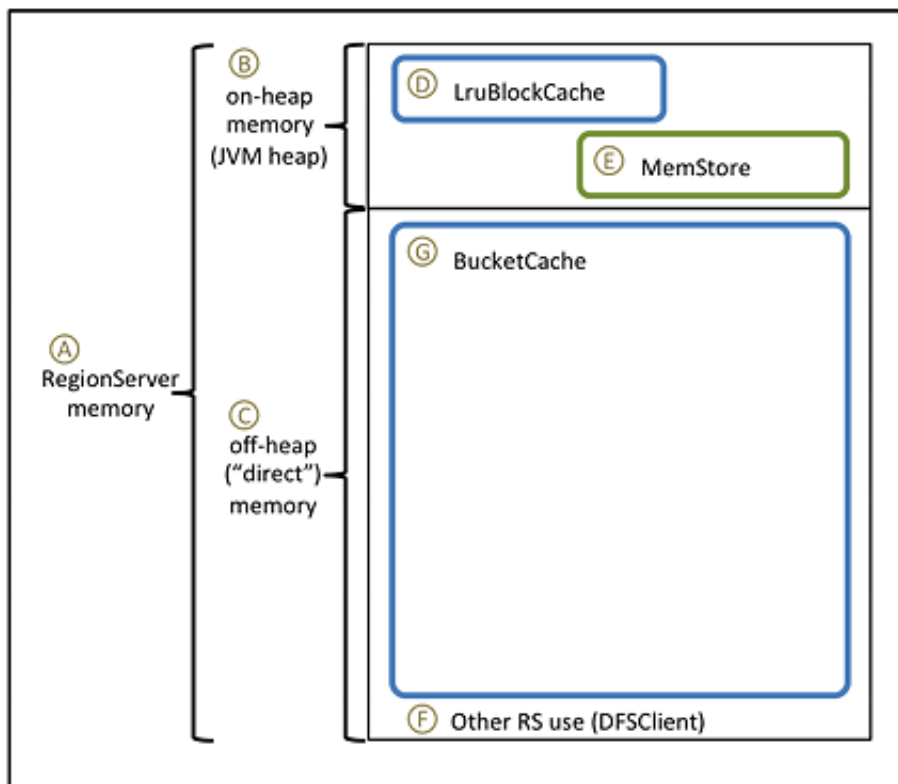 Ⓑ
on-heap
memory
(JVM heap)
Ⓓ LruBlockCache
Ⓔ MemStore
Ⓐ
RegionServer
memory
Ⓒ
off-heap
(“direct”)
memory
Ⓖ BucketCache
Ⓕ Other RS use (DFSClient)